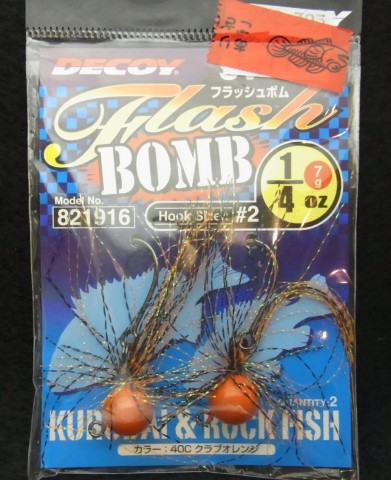 DECOY
フラッシュボム
Flash
BOMB
1/4 oz
7g
Model No.
821916
Hook Size #2
QUANTITY:2
KURODAI & ROCK FISH
カラー：40C クラブオレンジ